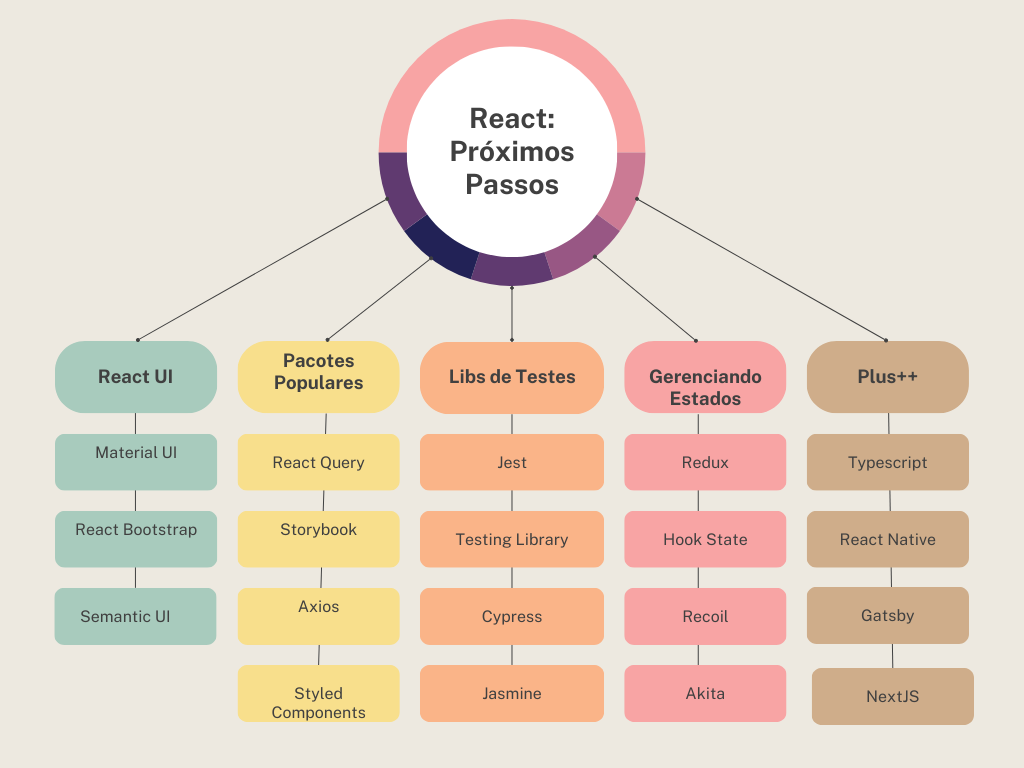 React:
Próximos
Passos
React UI
Pacotes
Populares
Libs de Testes
Gerenciando
Estados
Plus++
Material UI
React Query
Jest
Redux
Typescript
React Bootstrap
Storybook
Testing Library
Hook State
React Native
Semantic UI
Axios
Cypress
Recoil
Gatsby
Styled
Components
Jasmine
Akita
NextJS